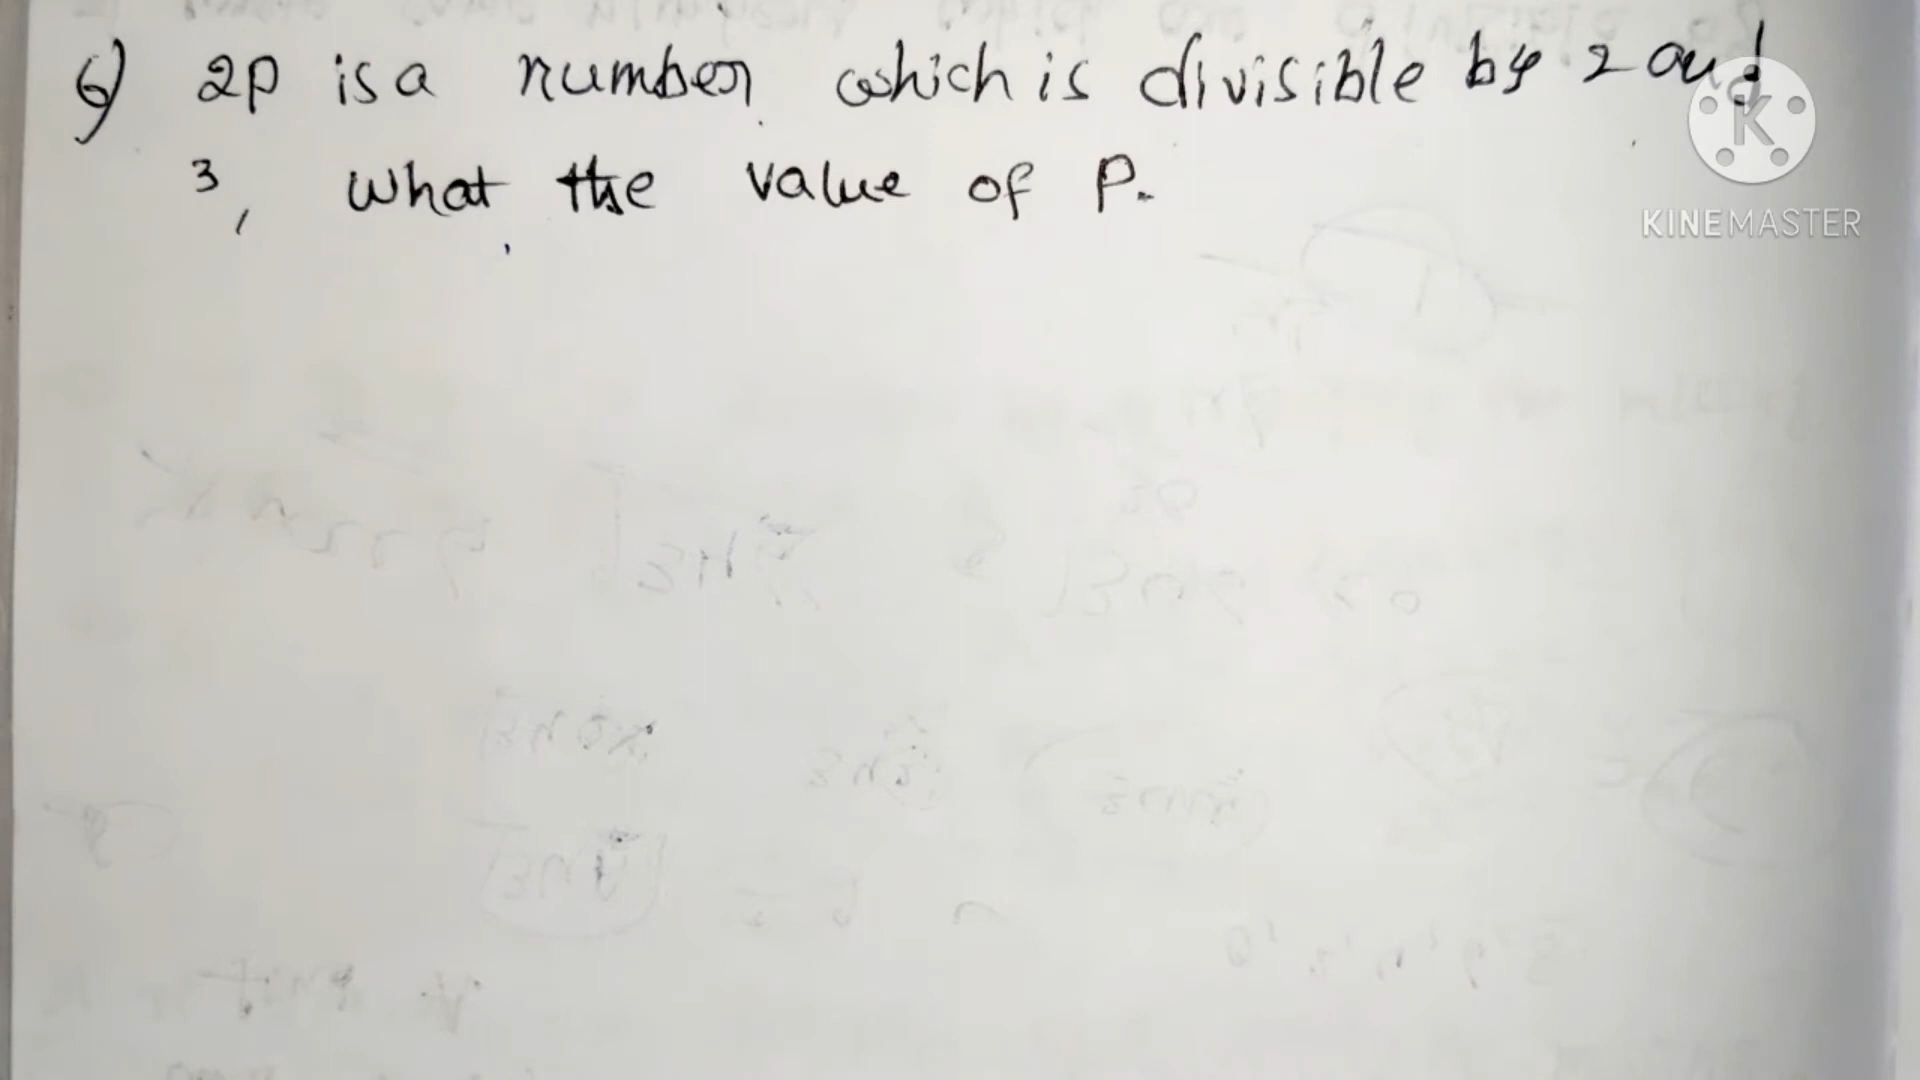 6) 2P is a number which is divisible by 2 and
3, What the value of P.
K
KINEMASTER